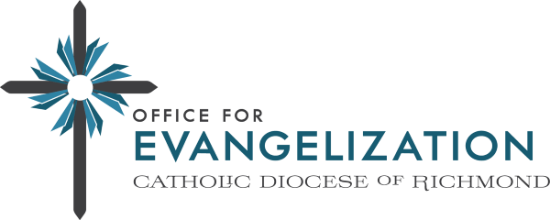 OFFICE FOR
EVANGELIZATION
CATHOLIC DIOCESE OF RICHMOND